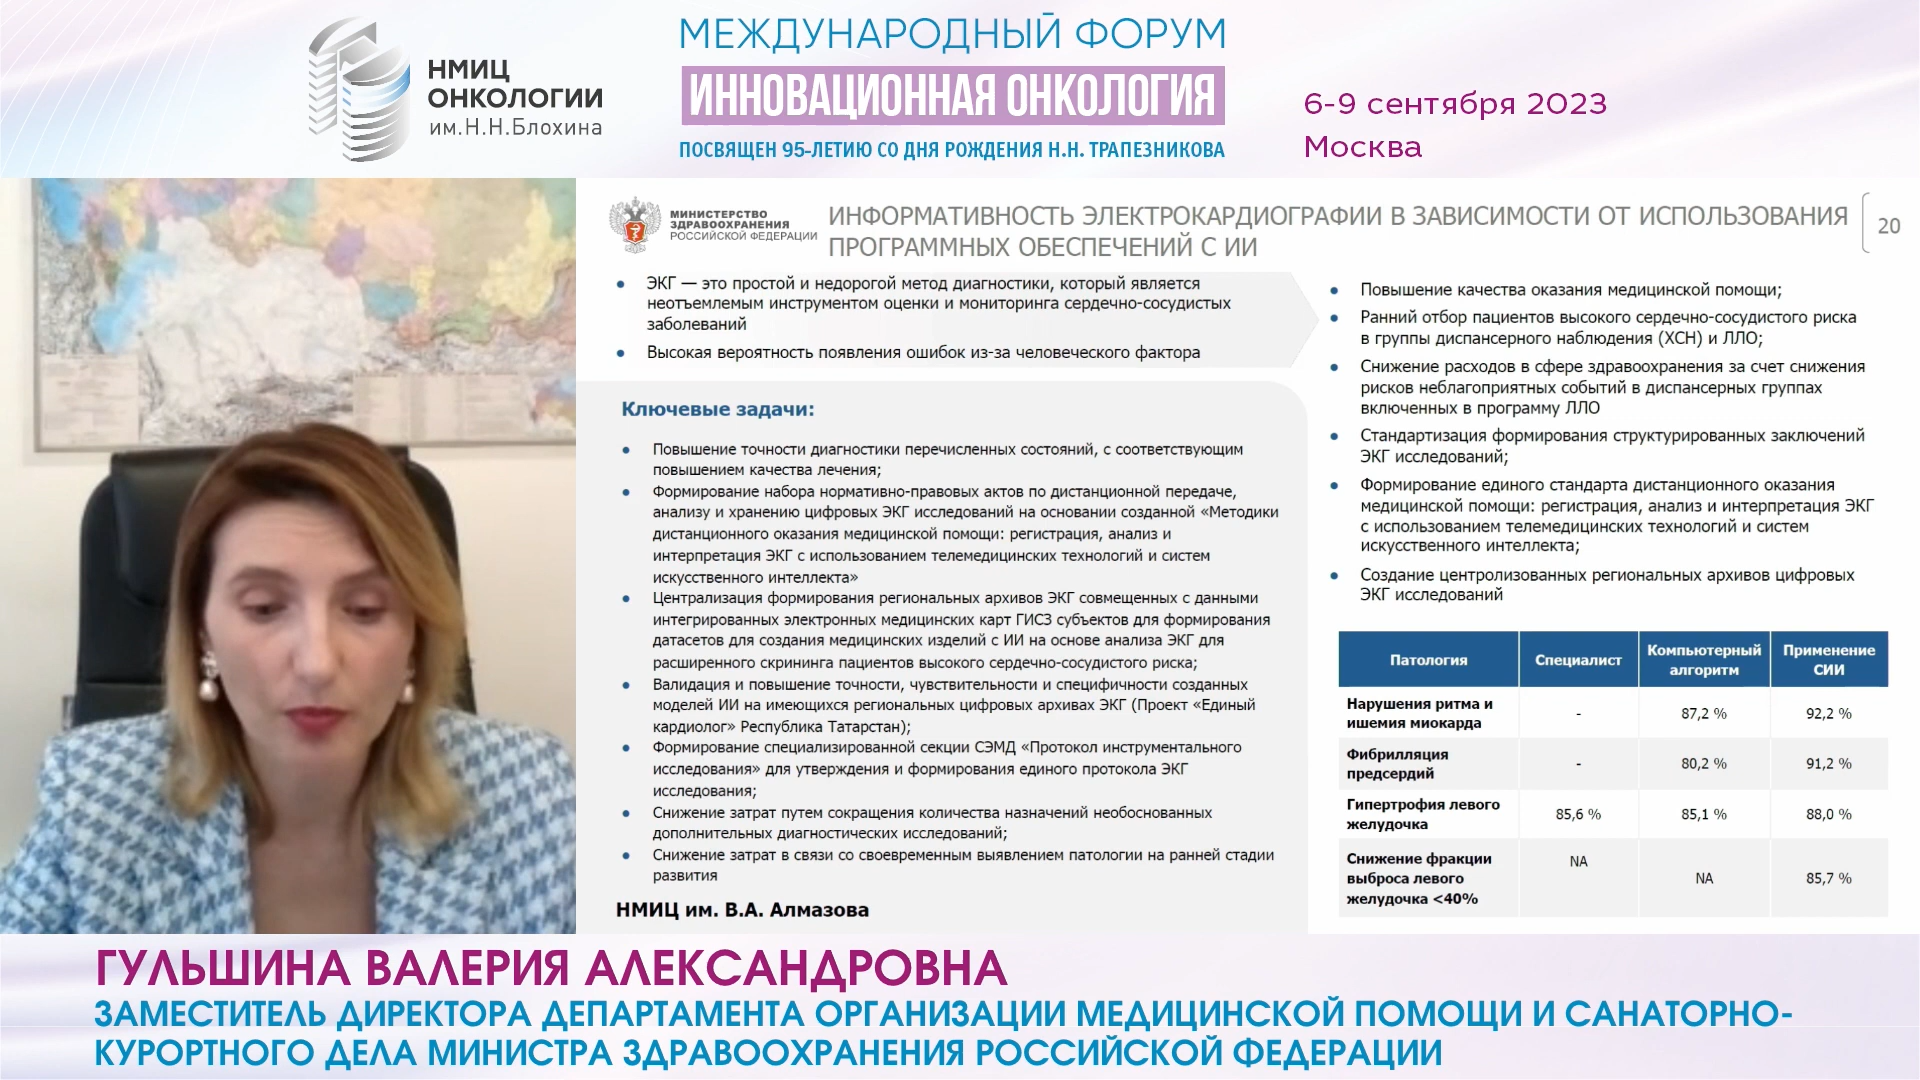 НМИЦ
ОНКОЛОГИИ
им.Н.Н.Блохина
МЕЖДУНАРОДНЫЙ ФОРУМ
ИННОВАЦИОННАЯ ОНКОЛОГИЯ
ПОСВЯЩЕН 95-ЛЕТИЮ СО ДНЯ РОЖДЕНИЯ Н.Н. ТРАПЕЗНИКОВА
6-9 сентября 2023
Москва
МИНИСТЕРСТВО
ЗДРАВООХРАНЕНИЯ
РОССИЙСКОЙ ФЕДЕРАЦИИ
ИНФОРМАТИВНОСТЬ ЭЛЕКТРОКАРДИОГРАФИИ В ЗАВИСИМОСТИ ОТ ИСПОЛЬЗОВАНИЯ
ПРОГРАММНЫХ ОБЕСПЕЧЕНИЙ С ИИ
20
• ЭКГ — это простой и недорогой метод диагностики, который является
неотъемлемым инструментом оценки и мониторинга сердечно-сосудистых
заболеваний
• Высокая вероятность появления ошибок из-за человеческого фактора
Ключевые задачи:
• Повышение точности диагностики перечисленных состояний, с соответствующим
повышением качества лечения;
• Формирование набора нормативно-правовых актов по дистанционной передаче,
анализу и хранению цифровых ЭКГ исследований на основании созданной «Методики
дистанционного оказания медицинской помощи: регистрация, анализ и
интерпретация ЭКГ с использованием телемедицинских технологий и систем
искусственного интеллекта»
• Централизация формирования региональных архивов ЭКГ совмещенных с данными
интегрированных электронных медицинских карт ГИСЗ субъектов для формирования
датасетов для создания медицинских изделий с ИИ на основе анализа ЭКГ для
расширенного скрининга пациентов высокого сердечно-сосудистого риска;
• Валидация и повышение точности, чувствительности и специфичности созданных
моделей ИИ на имеющихся региональных цифровых архивах ЭКГ (Проект «Единый
кардиолог» Республика Татарстан);
• Формирование специализированной секции СЭМД «Протокол инструментального
исследования» для утверждения и формирования единого протокола ЭКГ
исследования;
• Снижение затрат путем сокращения количества назначений необоснованных
дополнительных диагностических исследований;
• Снижение затрат в связи со своевременным выявлением патологии на ранней стадии
развития
НМИЦ им. В.А. Алмазова
• Повышение качества оказания медицинской помощи;
• Ранний отбор пациентов высокого сердечно-сосудистого риска
в группы диспансерного наблюдения (ХСН) и ЛЛО;
• Снижение расходов в сфере здравоохранения за счет снижения
рисков неблагоприятных событий в диспансерных группах
включенных в программу ЛЛО
• Стандартизация формирования структурированных заключений
ЭКГ исследований;
• Формирование единого стандарта дистанционного оказания
медицинской помощи: регистрация, анализ и интерпретация ЭКГ
с использованием телемедицинских технологий и систем
искусственного интеллекта;
• Создание центролизованных региональных архивов цифровых
ЭКГ исследований
Патология Специалист Компьютерный алгоритм Применение СИИ
Нарушения ритма и ишемия миокарда - 87,2 % 92,2 %
Фибрилляция предсердий - 80,2 % 91,2 %
Гипертрофия левого желудочка 85,6 % 85,1 % 88,0 %
Снижение фракции выброса левого желудочка <40% NA NA 85,7 %
ГУЛЬШИНА ВАЛЕРИЯ АЛЕКСАНДРОВНА
ЗАМЕСТИТЕЛЬ ДИРЕКТОРА ДЕПАРТАМЕНТА ОРГАНИЗАЦИИ МЕДИЦИНСКОЙ ПОМОЩИ И САНАТОРНО-
КУРОРТНОГО ДЕЛА МИНИСТРА ЗДРАВООХРАНЕНИЯ РОССИЙСКОЙ ФЕДЕРАЦИИ